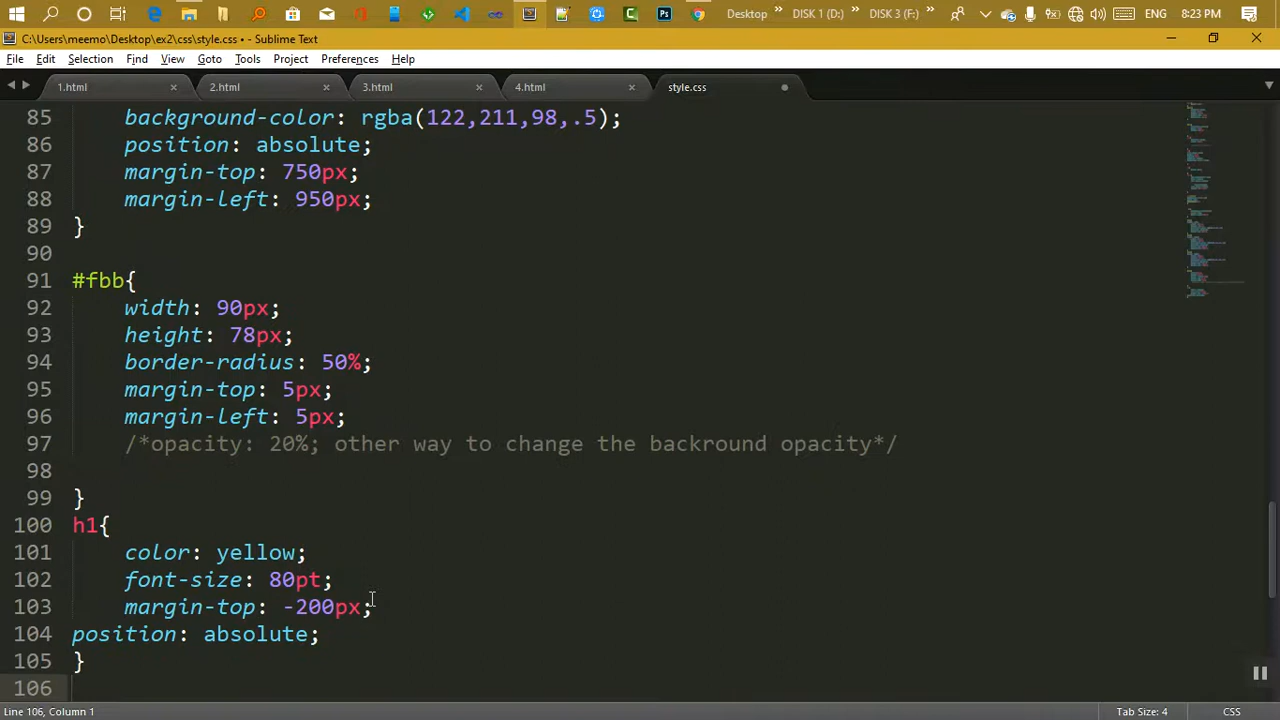 Desktop DISK 1 (D:) DISK 3 (F:) ENG 8:23 PM
C:\Users\meemo\Desktop\ex2\css\style.css • - Sublime Text
File Edit Selection Find View Goto Tools Project Preferences Help
1.html 2.html 3.html 4.html style.css
85 background-color: rgba(122,211,98,.5);
86 position: absolute;
87 margin-top: 750px;
88 margin-left: 950px;
89 }
90
91 #fbb{
92 width: 90px;
93 height: 78px;
94 border-radius: 50%;
95 margin-top: 5px;
96 margin-left: 5px;
97 /*opacity: 20%; other way to change the backround opacity*/
98
99 }
100 h1{
101 color: yellow;
102 font-size: 80pt;
103 margin-top: -200px;
104 position: absolute;
105 }
106
Line 106, Column 1 Tab Size: 4 CSS